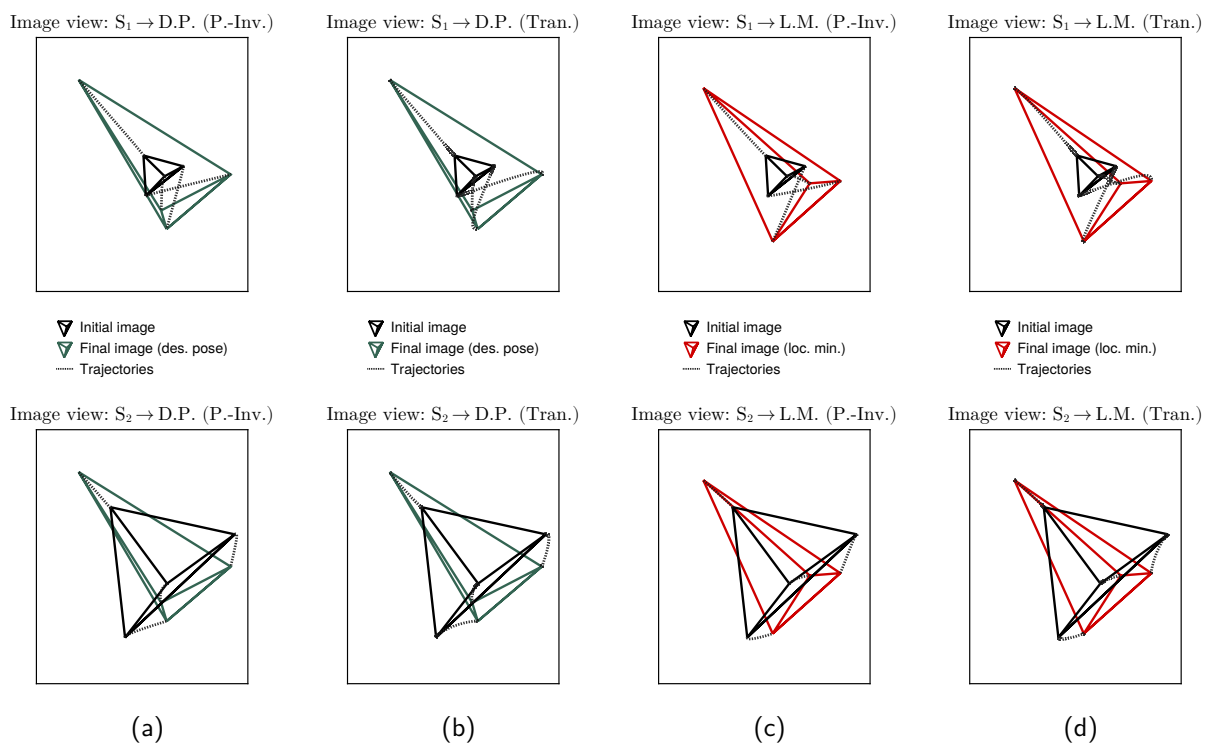 Image view: S₁ → D.P. (P.-Inv.)
Image view: S₁ → D.P. (Tran.)
Image view: S₁ → L.M. (P.-Inv.)
Image view: S₁ → L.M. (Tran.)
Initial image
Final image (des. pose)
Trajectories
Initial image
Final image (des. pose)
Trajectories
Initial image
Final image (loc. min.)
Trajectories
Initial image
Final image (loc. min.)
Trajectories
Image view: S₂ → D.P. (P.-Inv.)
Image view: S₂ → D.P. (Tran.)
Image view: S₂ → L.M. (P.-Inv.)
Image view: S₂ → L.M. (Tran.)
(a)
(b)
(c)
(d)